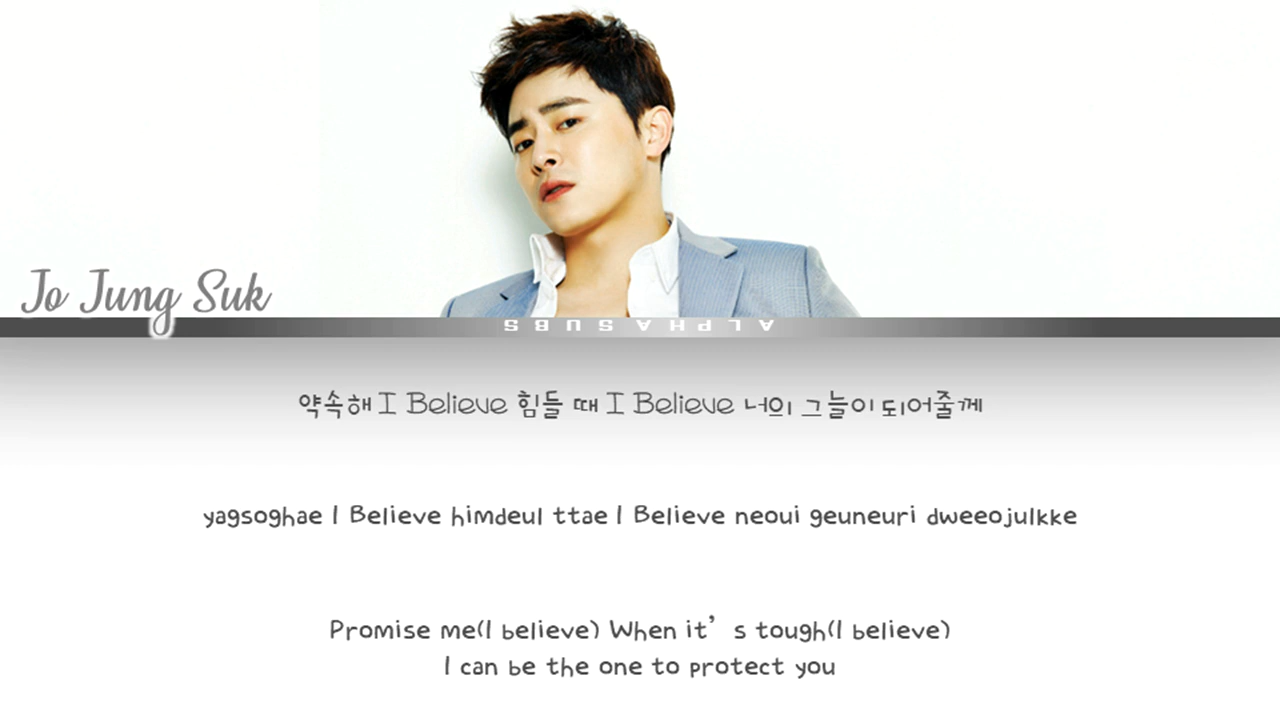 Jo Jung Suk
ALPHA SUBS
약속해 I Believe 힘들 때 I Believe 너의 그늘이 되어줄께
yagsoghae I Believe himdeul ttae I Believe neoui geuneuri dweeojulkke
Promise me(I believe) When it’s tough(I believe)
I can be the one to protect you